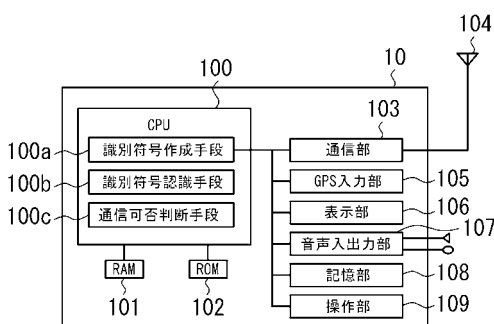 104
10
100
103
CPU
100a
識別符号作成手段
通信部
100b
識別符号認識手段
GPS入力部
105
100c
通信可否判断手段
表示部
106
音声入出力部
107
RAM
ROM
記憶部
108
101
102
操作部
109